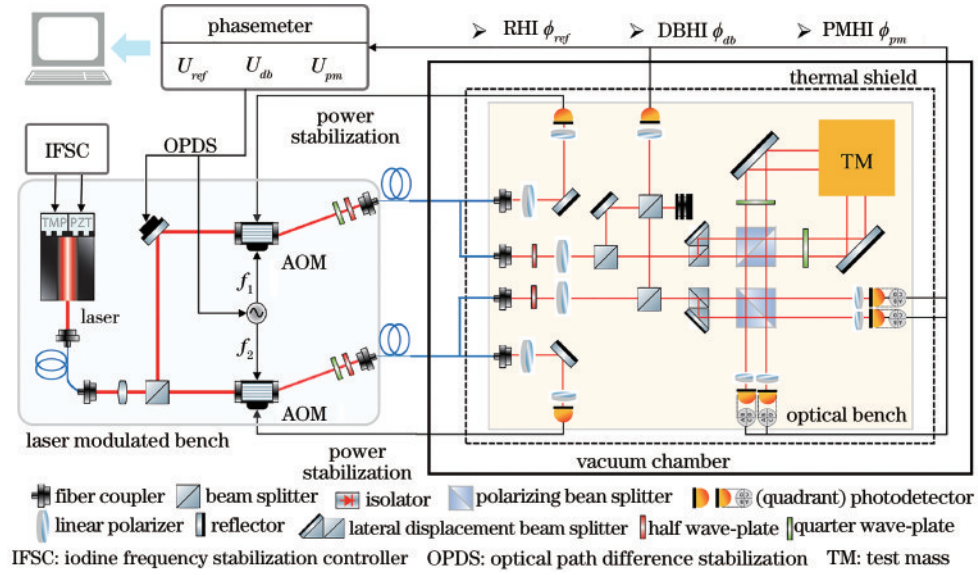 phasemeter
U_ref U_db U_pm
➢ RHI ϕ_ref ➢ DBHI ϕ_db ➢ PMHI ϕ_pm
thermal shield
power stabilization
IFSC
OPDS
TMP PZT
TM
AOM
f_1
laser
f_2
AOM
optical bench
laser modulated bench
power stabilization
vacuum chamber
fiber coupler beam splitter isolator polarizing bean splitter (quadrant) photodetector
linear polarizer reflector lateral displacement beam splitter half wave-plate quarter wave-plate
IFSC: iodine frequency stabilization controller OPDS: optical path difference stabilization TM: test mass